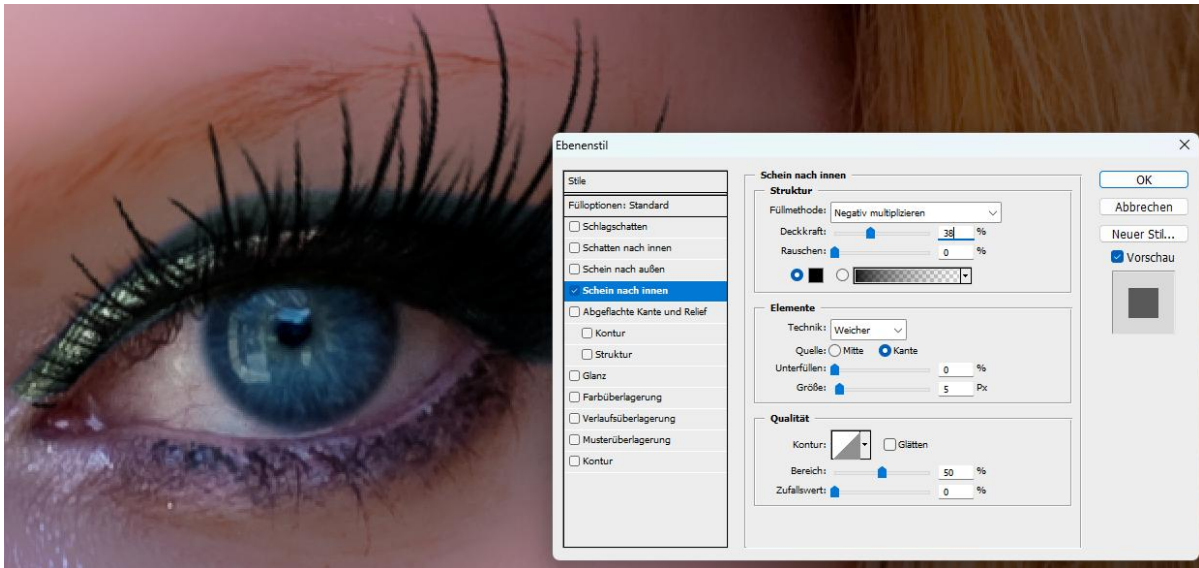 Ebenenstil
Stile
Fülloptionen: Standard
Schlagschatten
Schatten nach innen
Schein nach außen
Schein nach innen
Abgeflachte Kante und Relief
Kontur
Struktur
Glanz
Farbüberlagerung
Verlaufsüberlagerung
Musterüberlagerung
Kontur
Schein nach innen
Struktur
Füllmethode: Negativ multiplizieren
Deckkraft: 38 %
Rauschen: 0 %
Elemente
Technik: Weicher
Quelle: Mitte Kante
Unterfüllen: 0 %
Größe: 5 Px
Qualität
Kontur: Glätten
Bereich: 50 %
Zufallswert: 0 %
OK
Abbrechen
Neuer Stil...
Vorschau